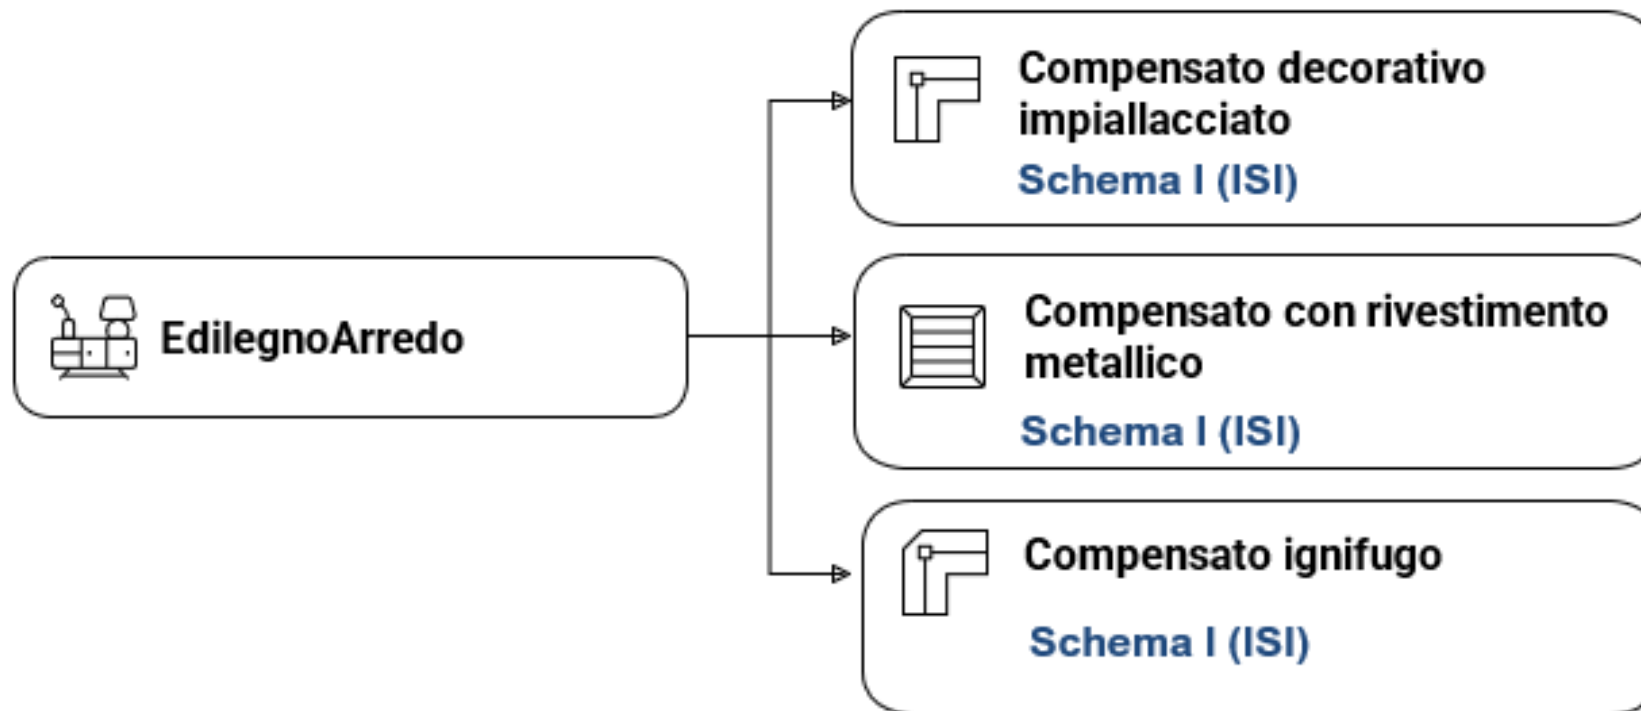 Compensato decorativo
impiallacciato
Schema I (ISI)
EdilegnoArredo
Compensato con rivestimento
metallico
Schema I (ISI)
Compensato ignifugo
Schema I (ISI)